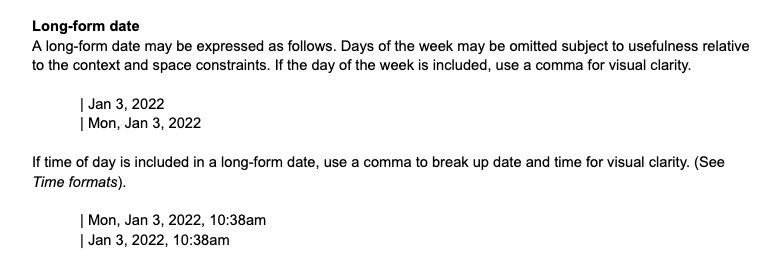 Long-form date
A long-form date may be expressed as follows. Days of the week may be omitted subject to usefulness relative
to the context and space constraints. If the day of the week is included, use a comma for visual clarity.
| Jan 3, 2022
| Mon, Jan 3, 2022
If time of day is included in a long-form date, use a comma to break up date and time for visual clarity. (See
Time formats).
| Mon, Jan 3, 2022, 10:38am
| Jan 3, 2022, 10:38am